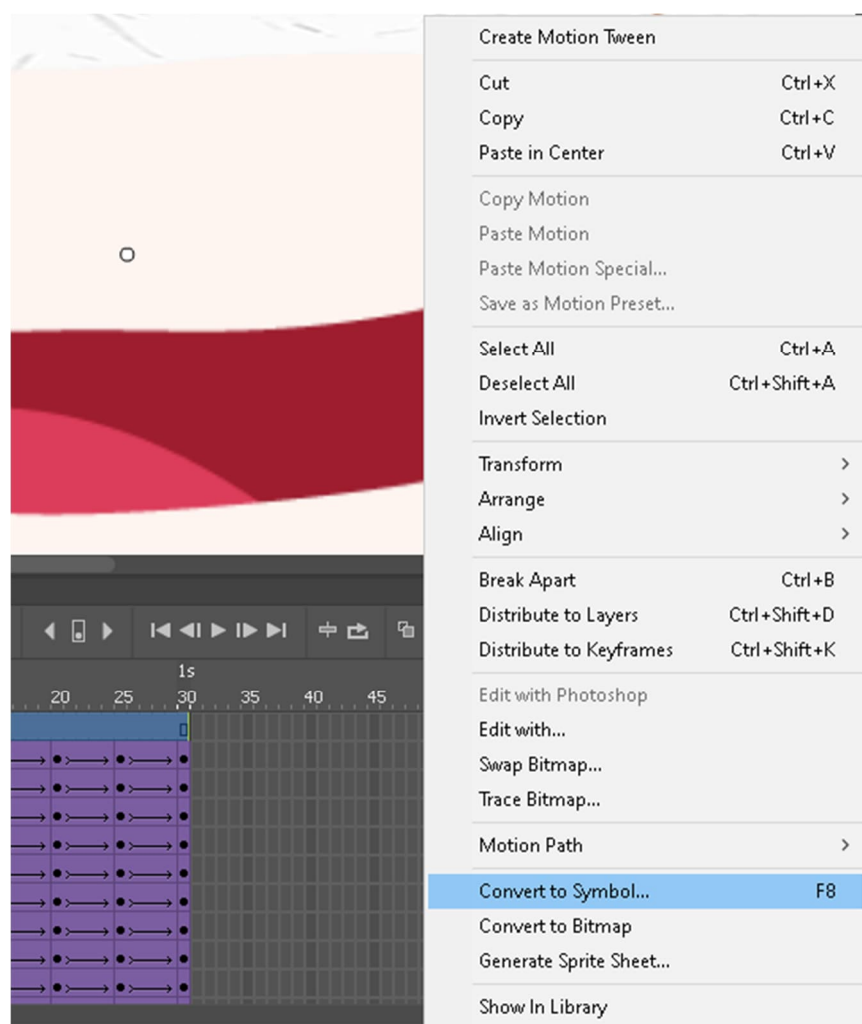 Create Motion Tween
Cut Ctrl+X
Copy Ctrl+C
Paste in Center Ctrl+V
Copy Motion
Paste Motion
Paste Motion Special...
Save as Motion Preset...
Select All Ctrl+A
Deselect All Ctrl+Shift+A
Invert Selection
Transform
Arrange
Align
Break Apart Ctrl+B
Distribute to Layers Ctrl+Shift+D
Distribute to Keyframes Ctrl+Shift+K
Edit with Photoshop
Edit with...
Swap Bitmap...
Trace Bitmap...
Motion Path
Convert to Symbol... F8
Convert to Bitmap
Generate Sprite Sheet...
Show In Library
1s
20 25 30 35 40 45